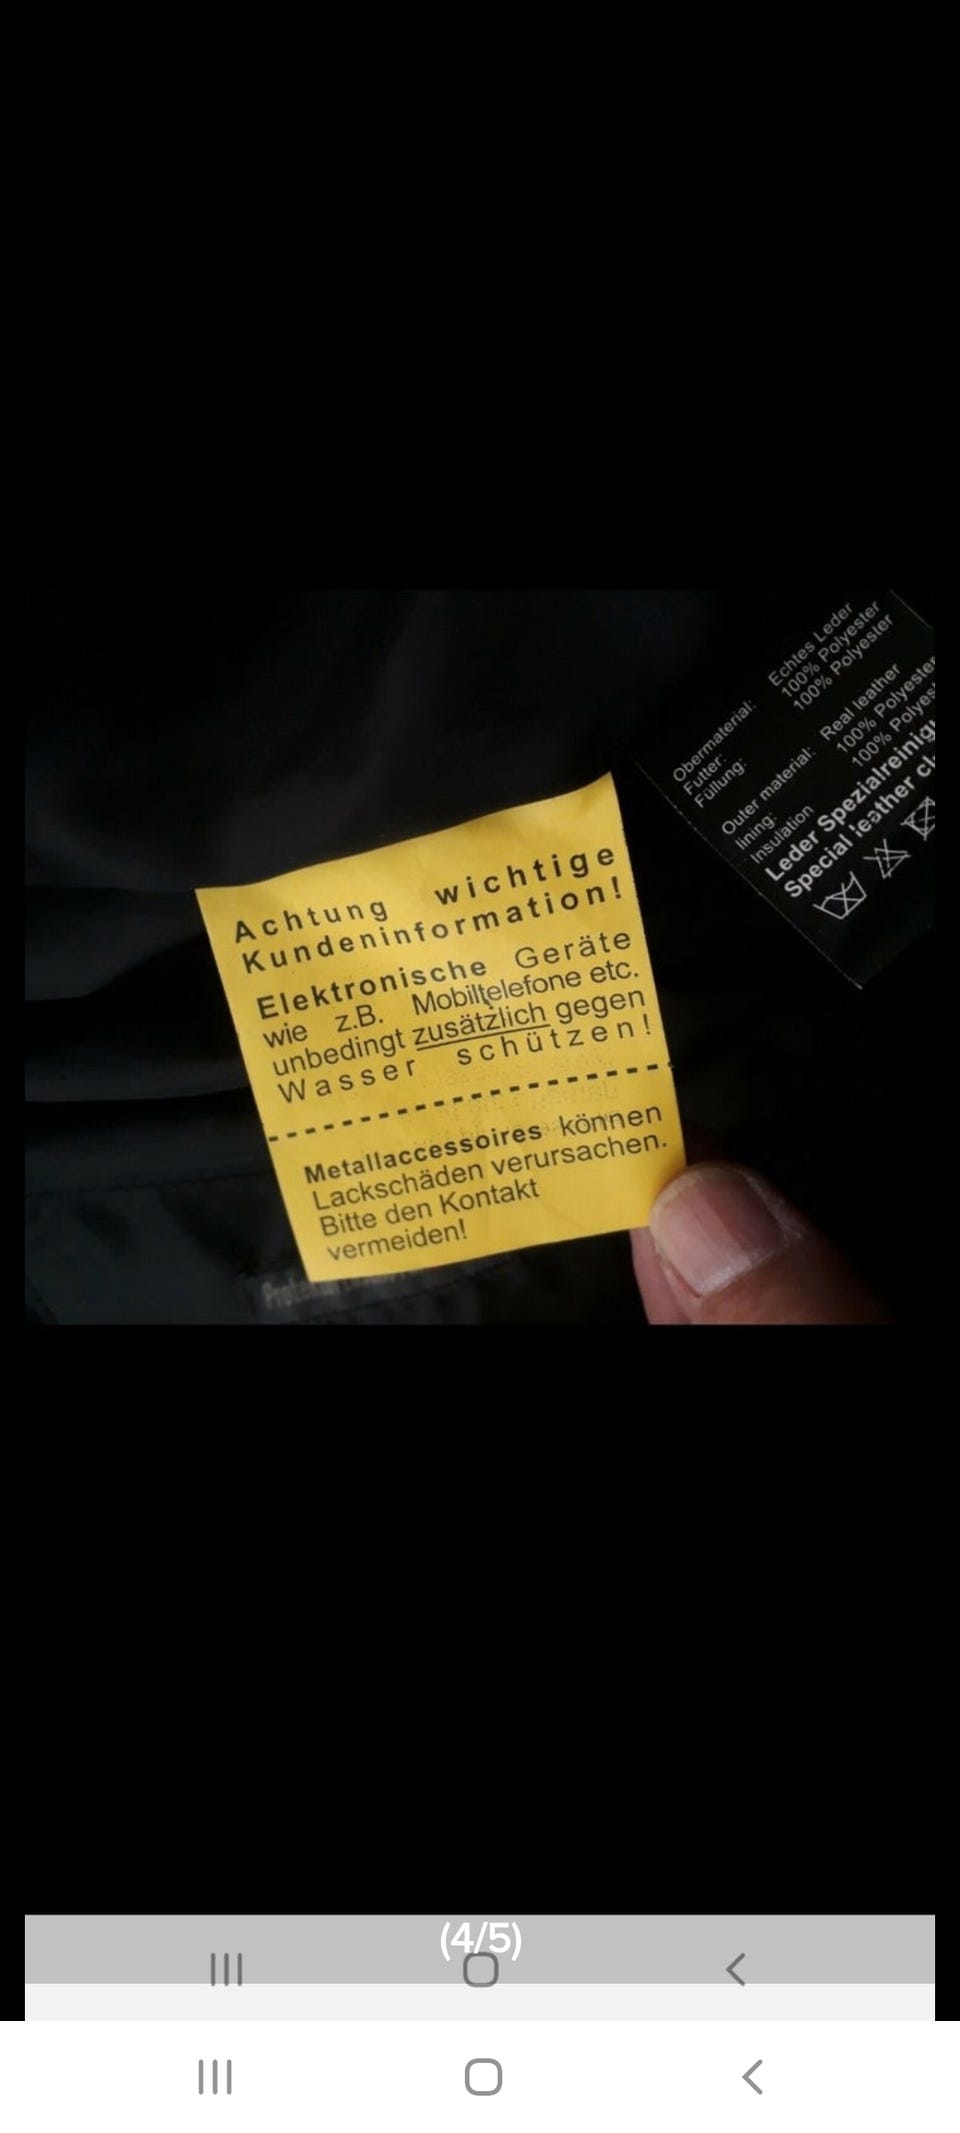 Obermaterial: Echtes Leder
Futter: 100% Polyester
Füllung: 100% Polyester
Outer material: Real leather
lining: 100% Polyester
Insulation 100%
Leder
Special leather
Achtung wichtige
Kundeninformation!
Elektronische Geräte
wie z.B. Mobiltelefone etc.
unbedingt zusätzlich gegen
Wasser schützen!
Metallaccessoires können
Lackschäden verursachen.
Bitte den Kontakt
vermeiden!
(4/5)